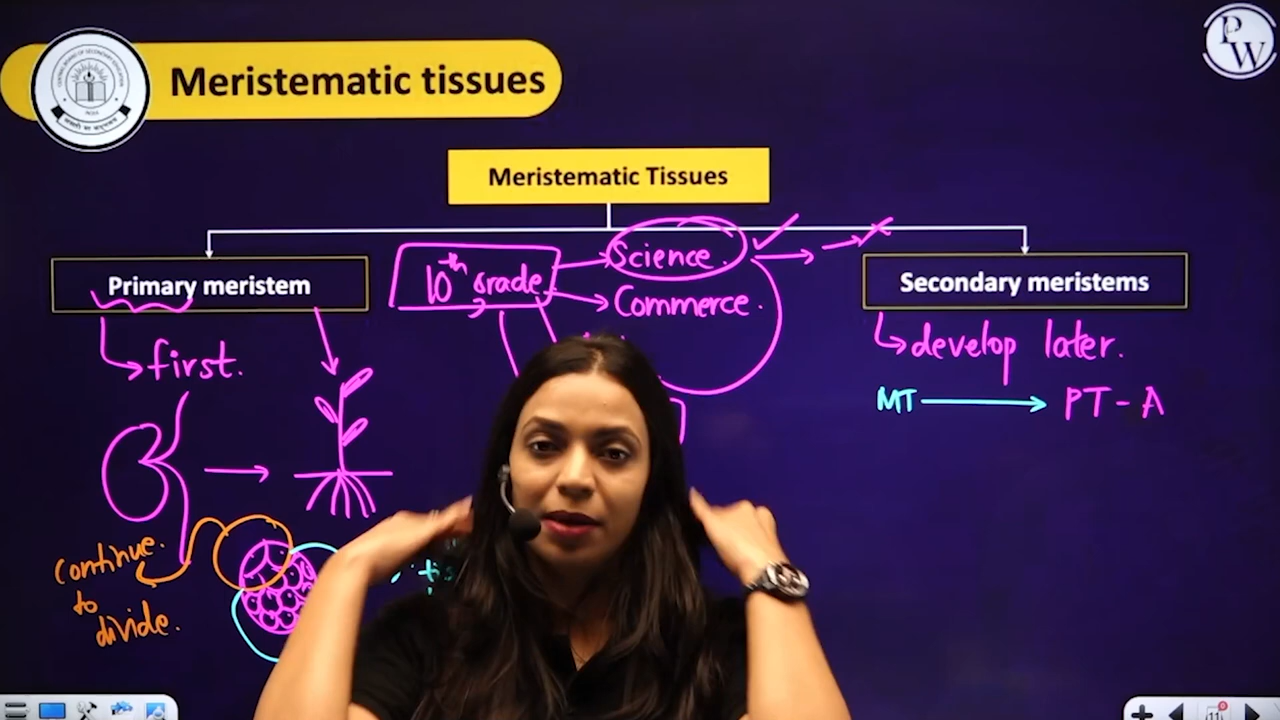 Meristematic tissues
PW
Meristematic Tissues
Primary meristem
Secondary meristems
10th Grade
Science
Commerce
first.
develop later.
MT → PT - A
continue
to
divide.